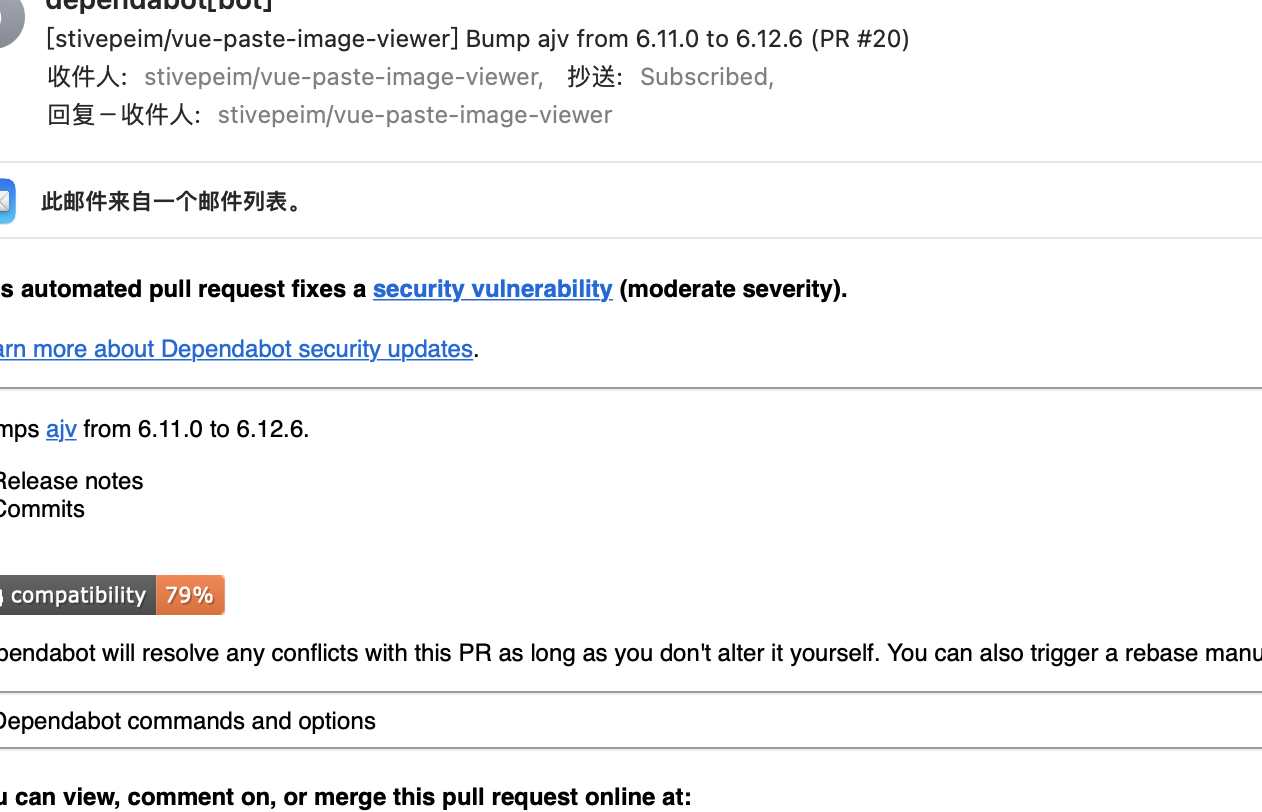 dependabot[bot]
[stivepeim/vue-paste-image-viewer] Bump ajv from 6.11.0 to 6.12.6 (PR #20)
收件人: stivepeim/vue-paste-image-viewer, 抄送: Subscribed,
回复－收件人: stivepeim/vue-paste-image-viewer
此邮件来自一个邮件列表。
s automated pull request fixes a security vulnerability (moderate severity).
arn more about Dependabot security updates.
mps ajv from 6.11.0 to 6.12.6.
Release notes
Commits
compatibility 79%
pendabot will resolve any conflicts with this PR as long as you don't alter it yourself. You can also trigger a rebase manu
Dependabot commands and options
u can view, comment on, or merge this pull request online at: